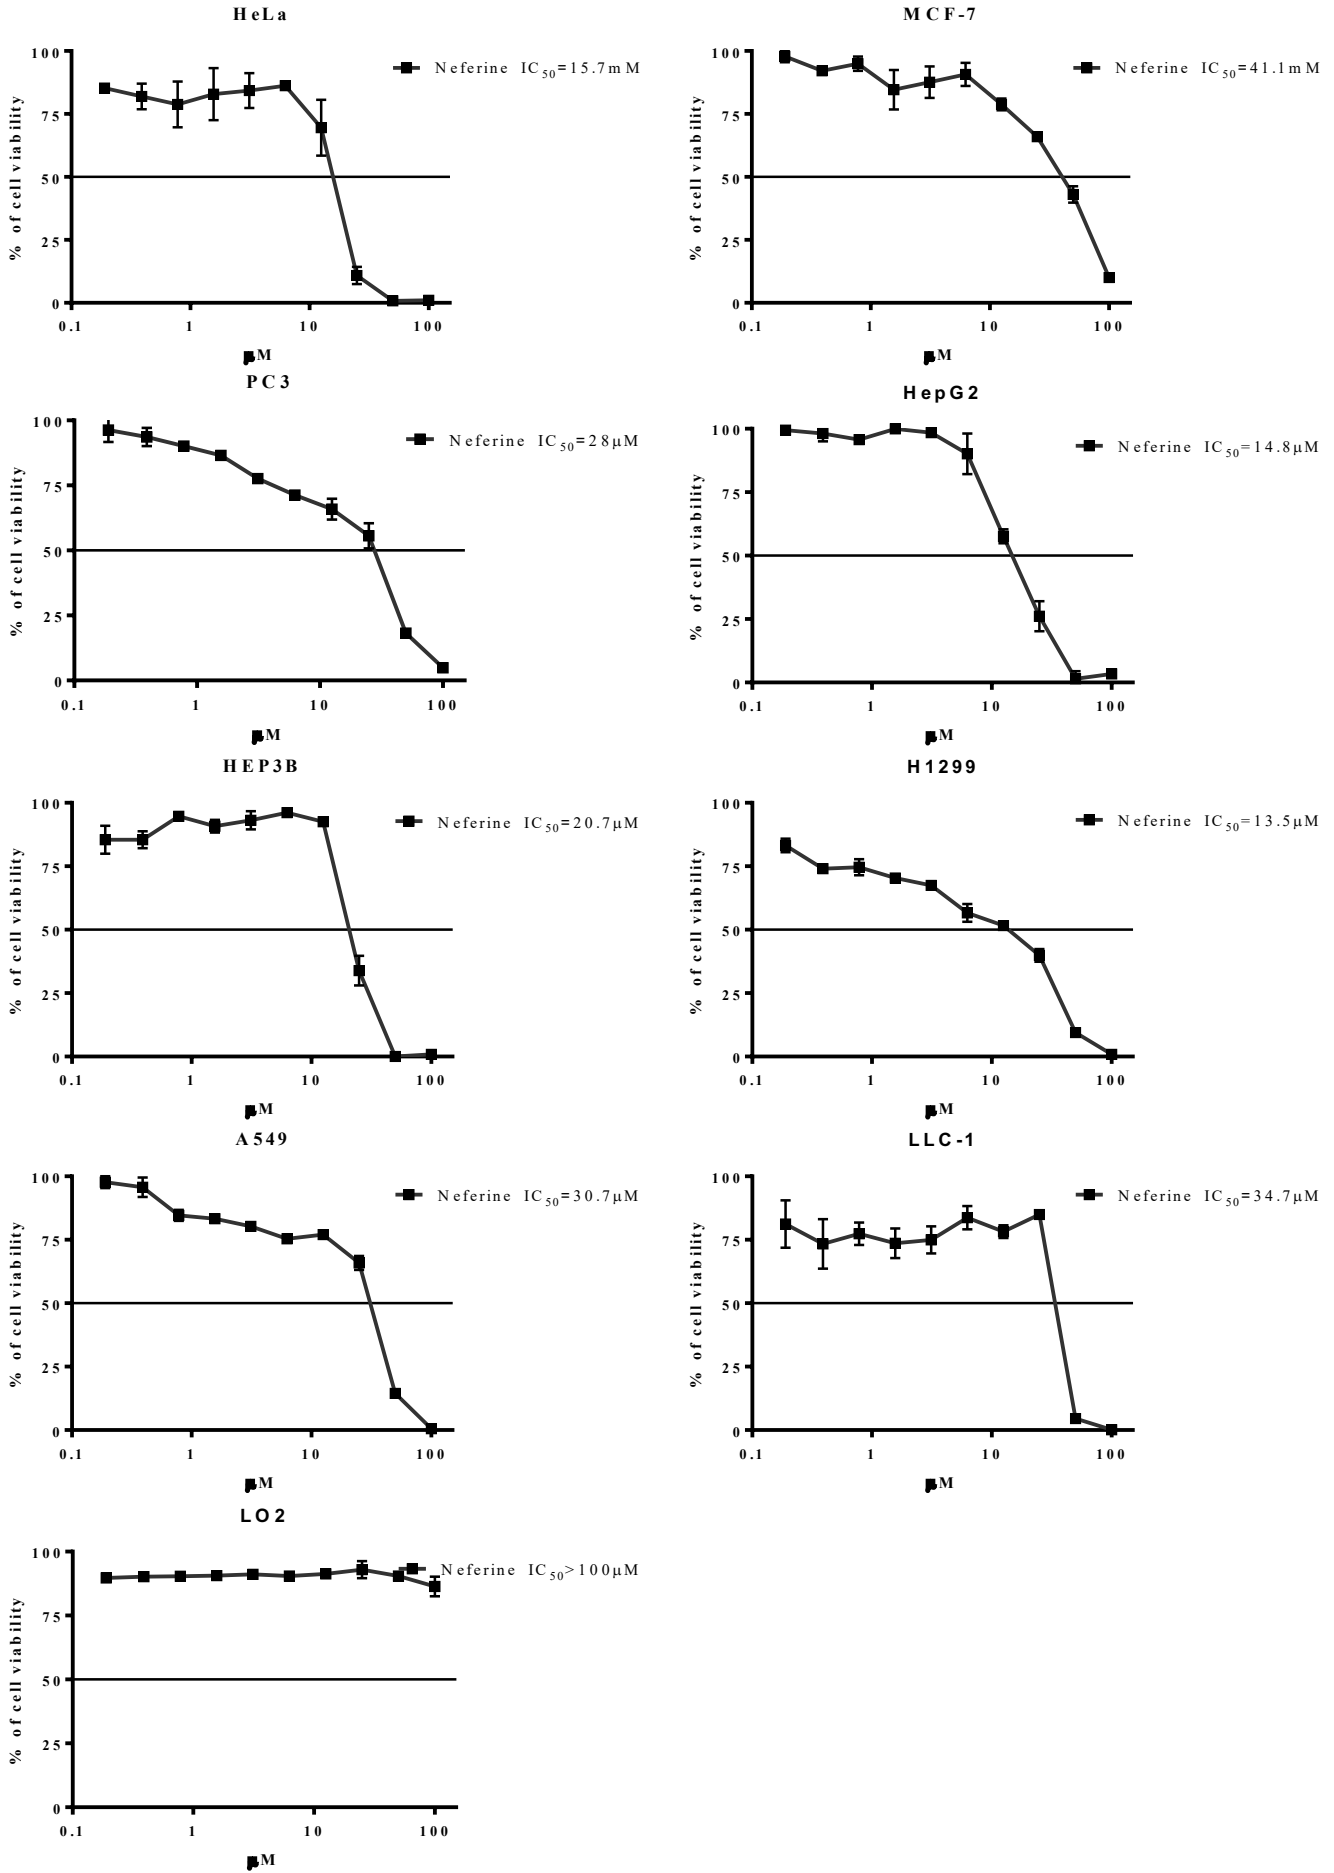 HeLa
100
75
50
25
0
% of cell viability
Neferine IC50=15.7mM
0.1 1 10 100
μM
MCF-7
100
75
50
25
0
% of cell viability
Neferine IC50=41.1mM
0.1 1 10 100
μM
PC3
100
75
50
25
0
% of cell viability
Neferine IC50=28μM
0.1 1 10 100
μM
HepG2
100
75
50
25
0
% of cell viability
Neferine IC50=14.8μM
0.1 1 10 100
μM
HEP3B
100
75
50
25
0
% of cell viability
Neferine IC50=20.7μM
0.1 1 10 100
μM
H1299
100
75
50
25
0
% of cell viability
Neferine IC50=13.5μM
0.1 1 10 100
μM
A549
100
75
50
25
0
% of cell viability
Neferine IC50=30.7μM
0.1 1 10 100
μM
LLC-1
100
75
50
25
0
% of cell viability
Neferine IC50=34.7μM
0.1 1 10 100
μM
LO2
100
75
50
25
0
% of cell viability
Neferine IC50>100μM
0.1 1 10 100
μM